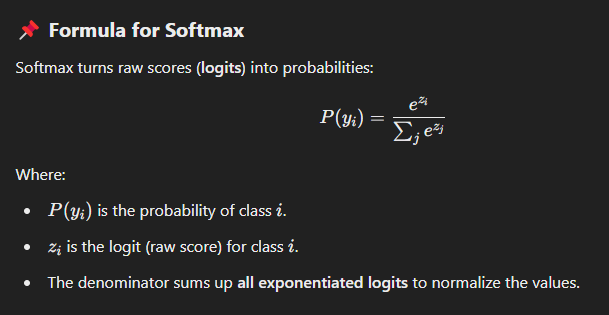 📌 Formula for Softmax
Softmax turns raw scores (logits) into probabilities:
P(y_i) = e^{z_i} / ∑_j e^{z_j}
Where:
• P(y_i) is the probability of class i.
• z_i is the logit (raw score) for class i.
• The denominator sums up all exponentiated logits to normalize the values.